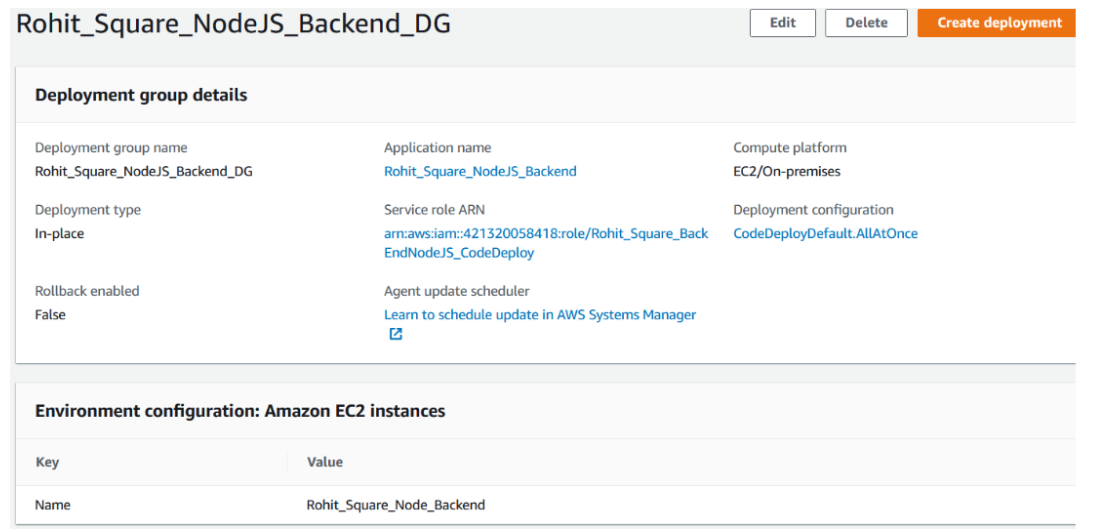 Rohit_Square_NodeJS_Backend_DG
Edit
Delete
Create deployment
Deployment group details
Deployment group name
Rohit_Square_NodeJS_Backend_DG
Application name
Rohit_Square_NodeJS_Backend
Compute platform
EC2/On-premises
Deployment type
In-place
Service role ARN
arn:aws:iam::421320058418:role/Rohit_Square_Back
EndNodeJS_CodeDeploy
Deployment configuration
CodeDeployDefault.AllAtOnce
Rollback enabled
False
Agent update scheduler
Learn to schedule update in AWS Systems Manager
Environment configuration: Amazon EC2 instances
Key
Value
Name
Rohit_Square_Node_Backend